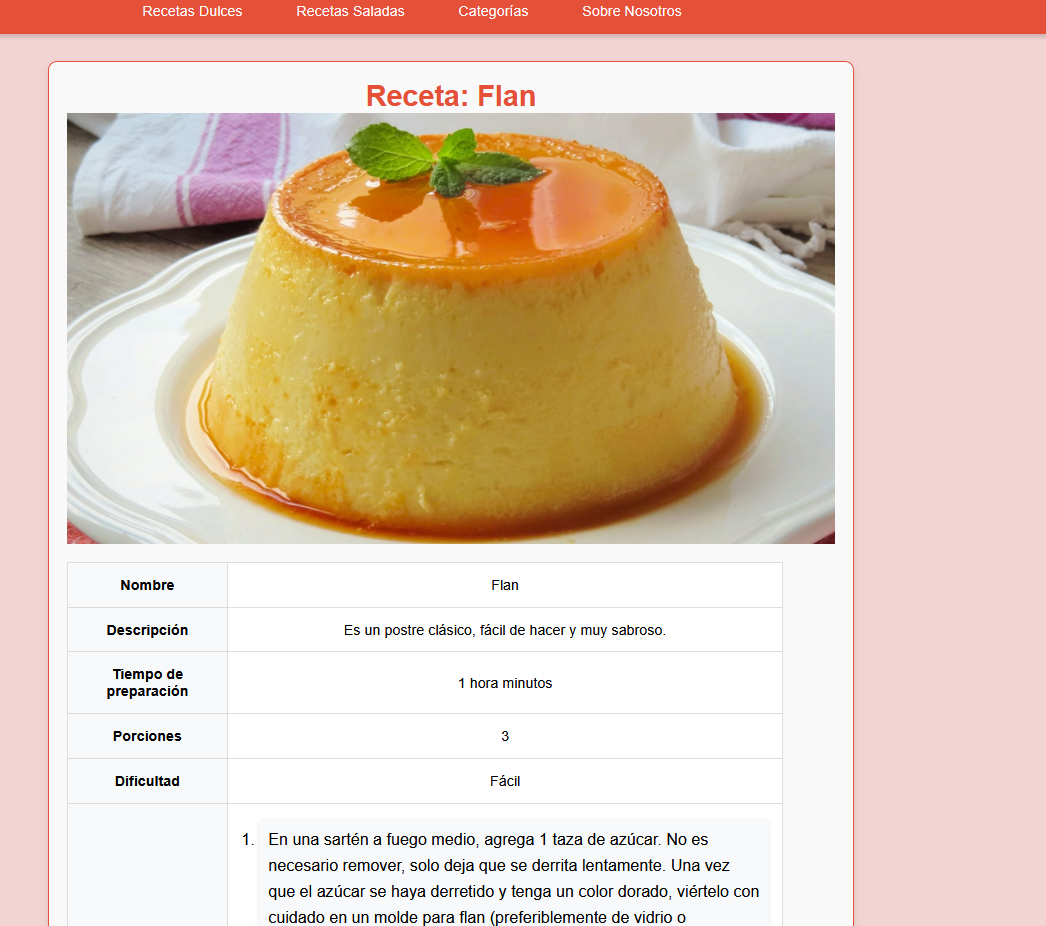 Recetas Dulces Recetas Saladas Categorías Sobre Nosotros
Receta: Flan
Nombre Flan
Descripción Es un postre clásico, fácil de hacer y muy sabroso.
Tiempo de
preparación 1 hora minutos
Porciones 3
Dificultad Fácil
1. En una sartén a fuego medio, agrega 1 taza de azúcar. No es
necesario remover, solo deja que se derrita lentamente. Una vez
que el azúcar se haya derretido y tenga un color dorado, viértelo con
cuidado en un molde para flan (preferiblemente de vidrio o